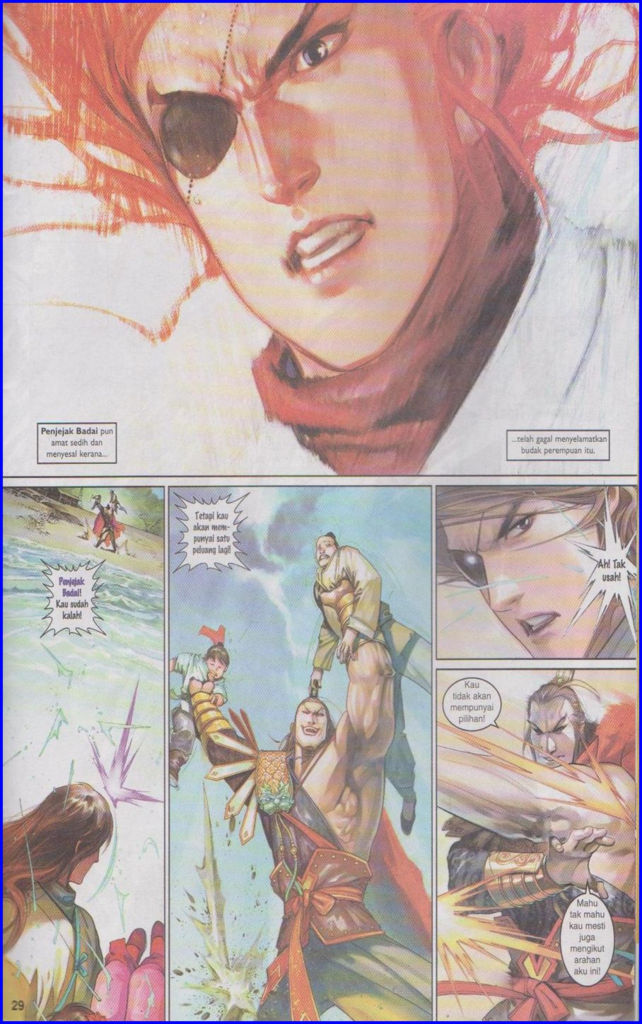 Penjejak Badai pun
amat sedih dan
menyesal kerana...
...telah gagal menyelamatkan
budak perempuan itu.
Penjejak
Badai!
Kau sudah
kalah!
Tetapi kau
akan mem-
punyai satu
peluang lagi!
Ah! Tak
usah!
Kau
tidak akan
mempunyai
pilihan!
Mahu
tak mahu
kau mesti
juga
mengikut
arahan
aku ini!
29